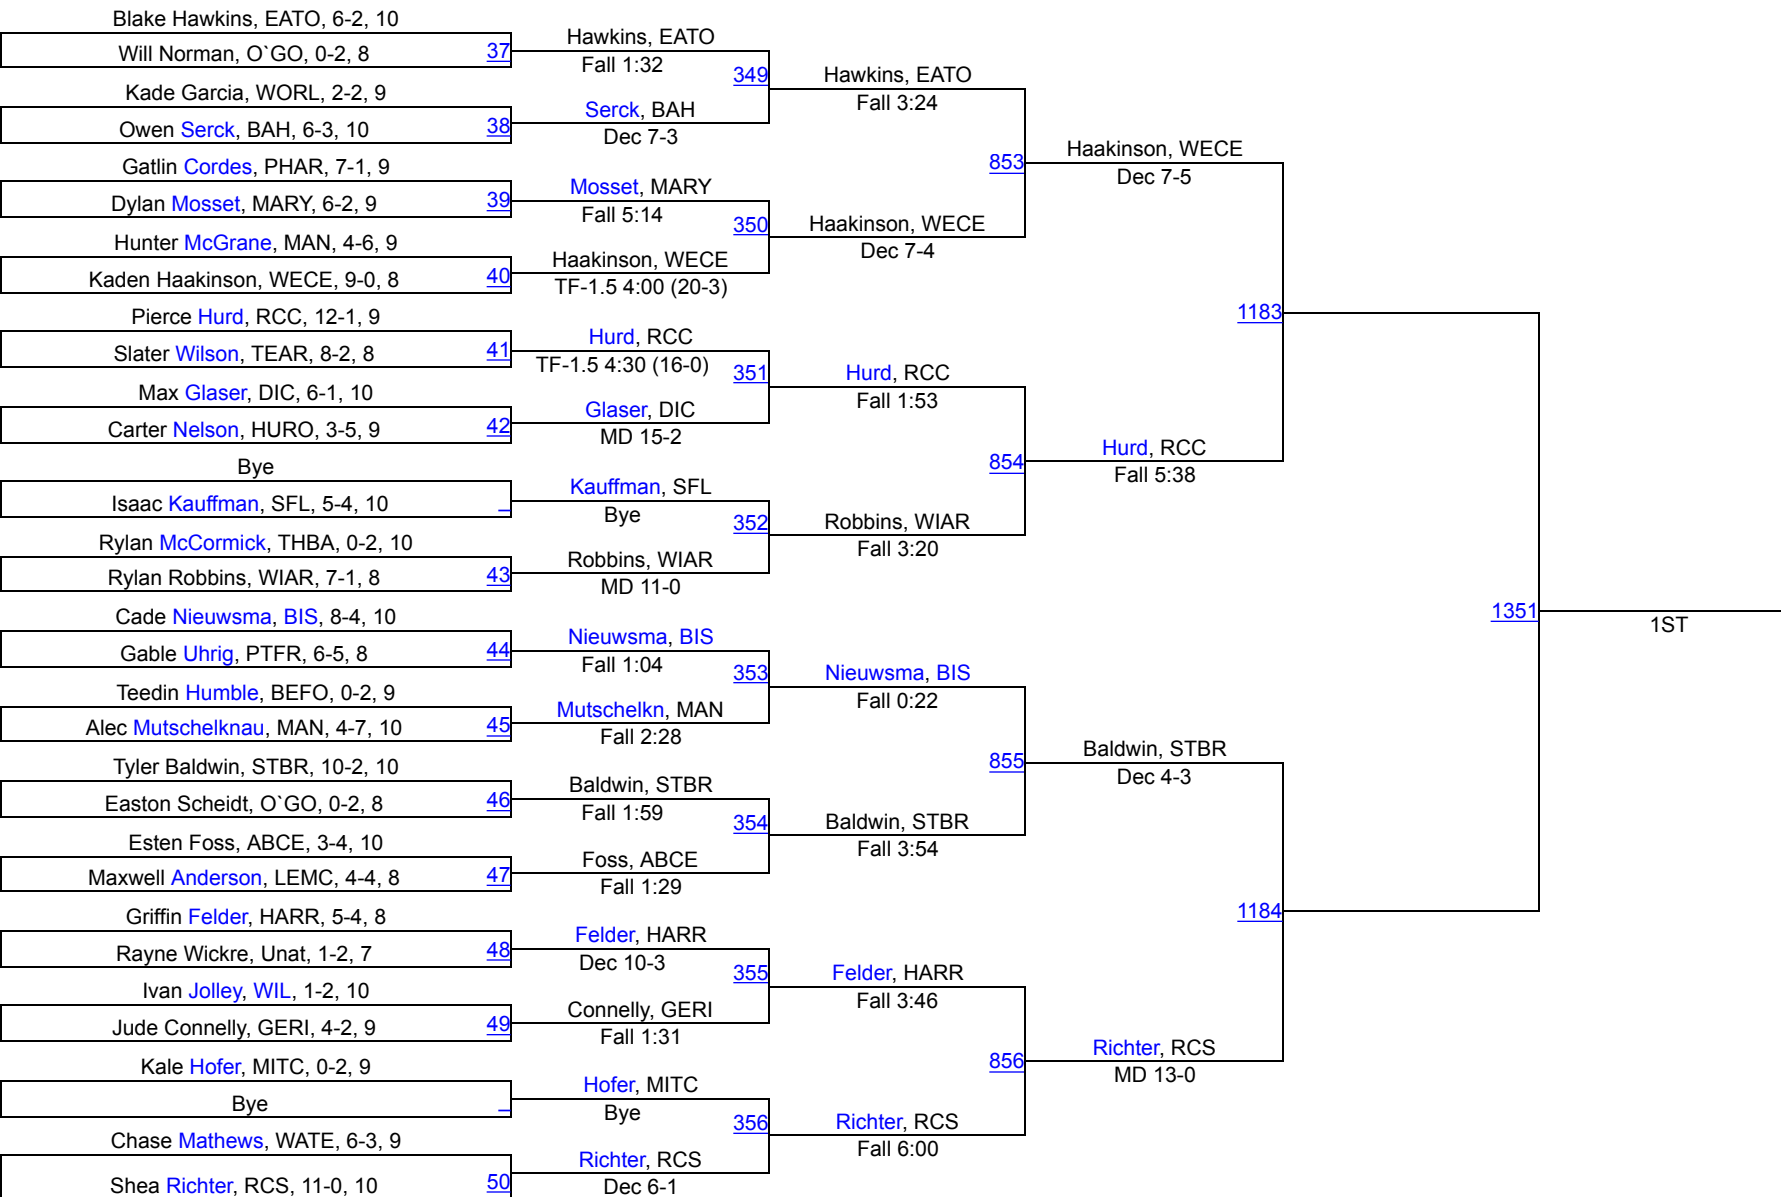 Blake Hawkins, EATO, 6-2, 10
Will Norman, O`GO, 0-2, 8
37
Kade Garcia, WORL, 2-2, 9
Owen Serck, BAH, 6-3, 10
38
Gatlin Cordes, PHAR, 7-1, 9
Dylan Mosset, MARY, 6-2, 9
39
Hunter McGrane, MAN, 4-6, 9
Kaden Haakinson, WECE, 9-0, 8
40
Pierce Hurd, RCC, 12-1, 9
Slater Wilson, TEAR, 8-2, 8
41
Max Glaser, DIC, 6-1, 10
Carter Nelson, HURO, 3-5, 9
42
Bye
Isaac Kauffman, SFL, 5-4, 10
Rylan McCormick, THBA, 0-2, 10
Rylan Robbins, WIAR, 7-1, 8
43
Cade Nieuwsma, BIS, 8-4, 10
Gable Uhrig, PTFR, 6-5, 8
44
Teedin Humble, BEFO, 0-2, 9
Alec Mutschelknau, MAN, 4-7, 10
45
Tyler Baldwin, STBR, 10-2, 10
Easton Scheidt, O`GO, 0-2, 8
46
Esten Foss, ABCE, 3-4, 10
Maxwell Anderson, LEMC, 4-4, 8
47
Griffin Felder, HARR, 5-4, 8
Rayne Wickre, Unat, 1-2, 7
48
Ivan Jolley, WIL, 1-2, 10
Jude Connelly, GERI, 4-2, 9
49
Kale Hofer, MITC, 0-2, 9
Bye
Chase Mathews, WATE, 6-3, 9
Shea Richter, RCS, 11-0, 10
50
Hawkins, EATO
Fall 1:32
349
Serck, BAH
Dec 7-3
Mosset, MARY
Fall 5:14
350
Haakinson, WECE
TF-1.5 4:00 (20-3)
Hurd, RCC
TF-1.5 4:30 (16-0)
351
Glaser, DIC
MD 15-2
Kauffman, SFL
Bye
352
Robbins, WIAR
MD 11-0
Nieuwsma, BIS
Fall 1:04
353
Mutschelkn, MAN
Fall 2:28
Baldwin, STBR
Fall 1:59
354
Foss, ABCE
Fall 1:29
Felder, HARR
Dec 10-3
355
Connelly, GERI
Fall 1:31
Hofer, MITC
Bye
356
Richter, RCS
Dec 6-1
Hawkins, EATO
Fall 3:24
853
Haakinson, WECE
Dec 7-4
Hurd, RCC
Fall 1:53
854
Robbins, WIAR
Fall 3:20
Nieuwsma, BIS
Fall 0:22
855
Baldwin, STBR
Fall 3:54
Felder, HARR
Fall 3:46
856
Richter, RCS
Fall 6:00
Haakinson, WECE
Dec 7-5
1183
Hurd, RCC
Fall 5:38
Baldwin, STBR
Dec 4-3
1184
Richter, RCS
MD 13-0
1351
1ST